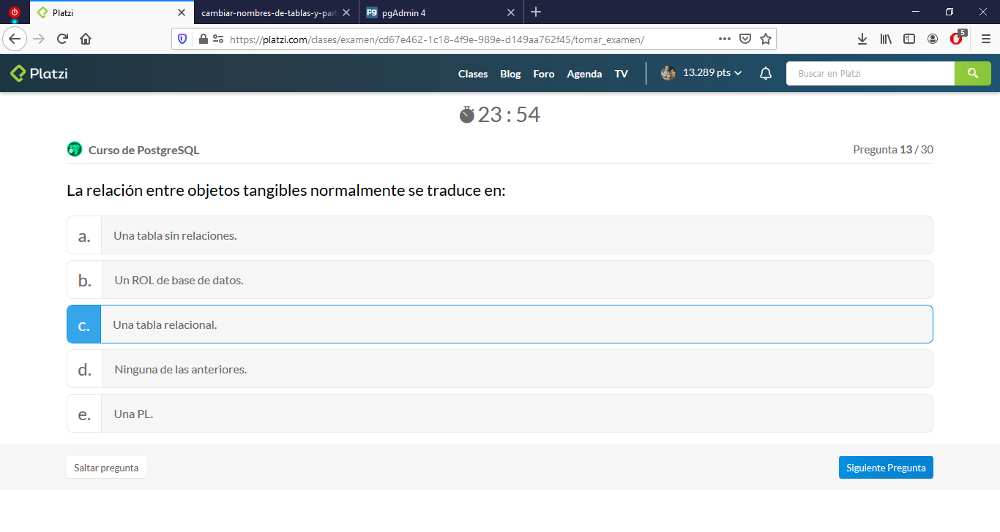 Platzi
cambiar-nombres-de-tablas-y-part
pgAdmin 4
https://platzi.com/clases/examen/cd67e462-1c18-4f9e-989e-d149aa762f45/tomar_examen/
5
Platzi
Clases
Blog
Foro
Agenda
TV
13.289 pts
Buscar en Platzi
23 : 54
Curso de PostgreSQL
Pregunta 13 / 30
La relación entre objetos tangibles normalmente se traduce en:
a. Una tabla sin relaciones.
b. Un ROL de base de datos.
c. Una tabla relacional.
d. Ninguna de las anteriores.
e. Una PL.
Saltar pregunta
Siguiente Pregunta